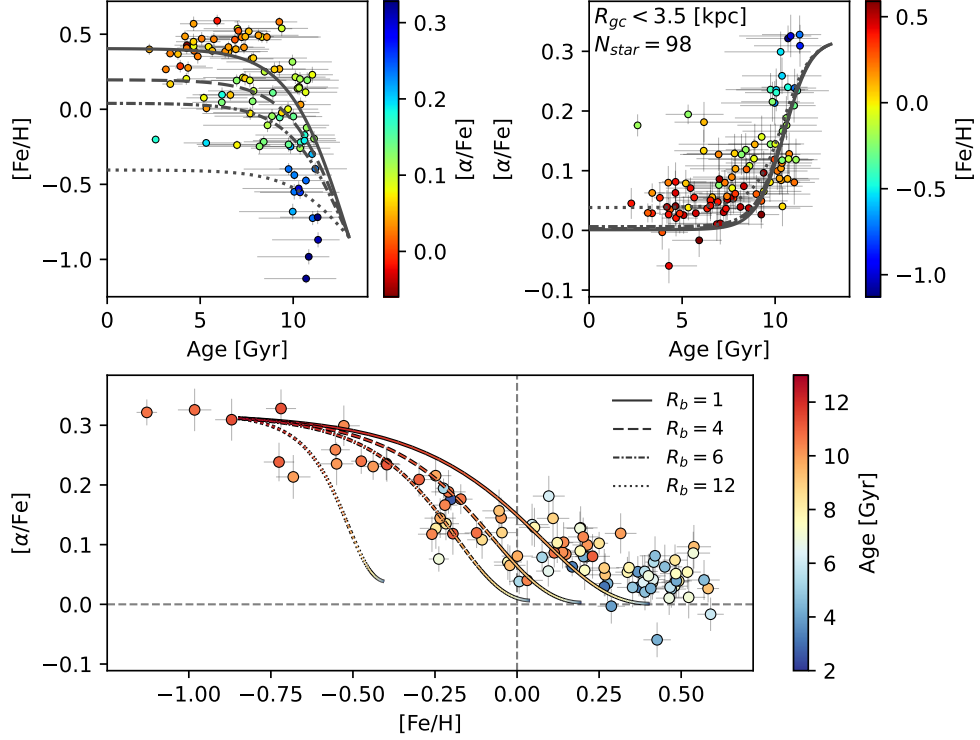 0.5
0.0
−0.5
−1.0
[Fe/H]
0
5
10
Age [Gyr]
0.3
0.2
0.1
0.0
[α/Fe]
R_gc < 3.5 [kpc]
N_star = 98
0.3
0.2
0.1
0.0
−0.1
[α/Fe]
0
5
10
Age [Gyr]
0.5
0.0
−0.5
−1.0
[Fe/H]
0.3
0.2
0.1
0.0
−0.1
[α/Fe]
R_b = 1
R_b = 4
R_b = 6
R_b = 12
−1.00
−0.75
−0.50
−0.25
0.00
0.25
0.50
[Fe/H]
12
10
8
6
4
2
Age [Gyr]